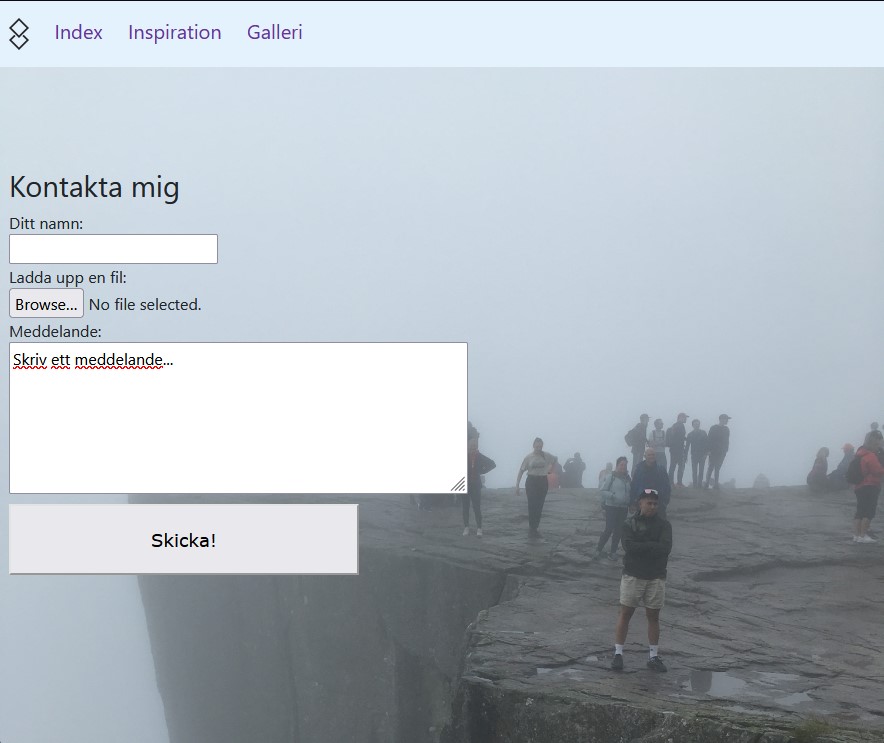 Index Inspiration Galleri
Kontakta mig
Ditt namn:
Ladda upp en fil:
Browse... No file selected.
Meddelande:
Skriv ett meddelande...
Skicka!